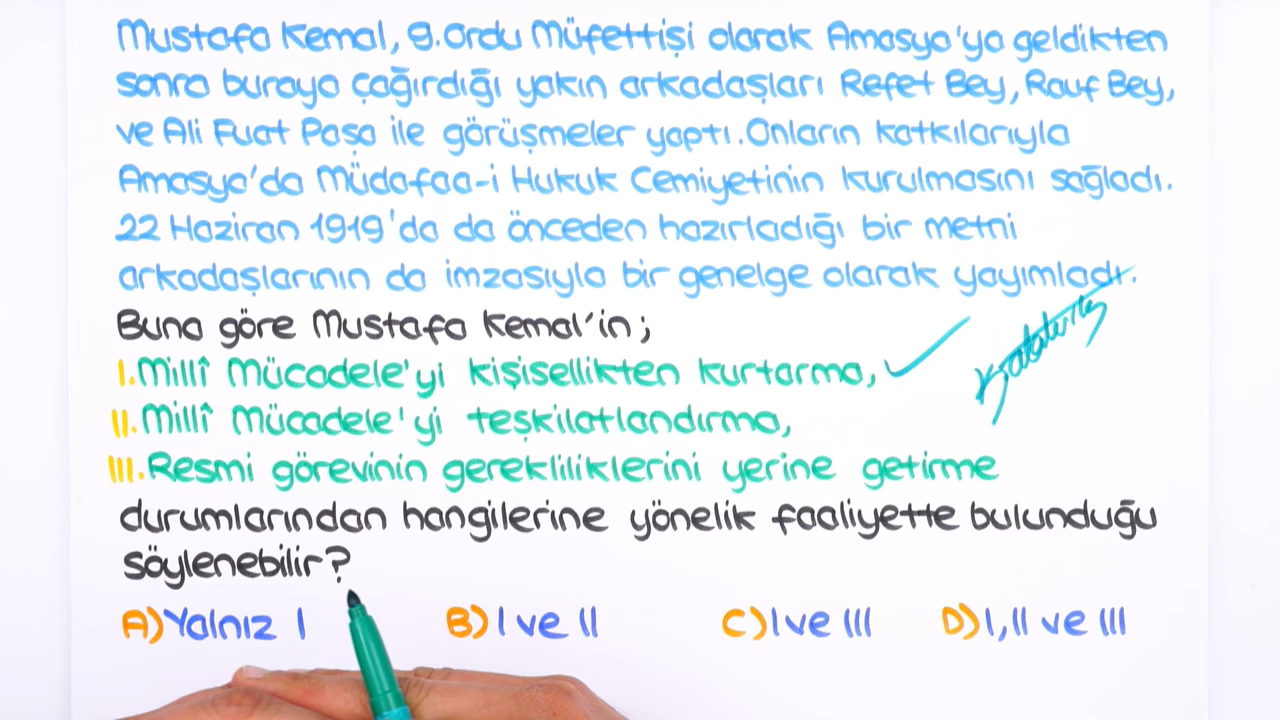 Mustafa Kemal, 9. Ordu Müfettişi olarak Amasya'ya geldikten
sonra buraya çağırdığı yakın arkadaşları Refet Bey, Rauf Bey,
ve Ali Fuat Paşa ile görüşmeler yaptı. Onların katkılarıyla
Amasya'da Müdafaa-i Hukuk Cemiyetinin kurulmasını sağladı.
22 Haziran 1919'da da önceden hazırladığı bir metni
arkadaşlarının da imzasıyla bir genelge olarak yayımladı.
Buna göre Mustafa Kemal'in;
I. Millî Mücadele'yi kişisellikten kurtarma,
II. Millî Mücadele'yi teşkilatlandırma,
III. Resmi görevinin gerekliliklerini yerine getirme
durumlarından hangilerine yönelik faaliyette bulunduğu
söylenebilir?
A) Yalnız I B) I ve II C) I ve III D) I, II ve III